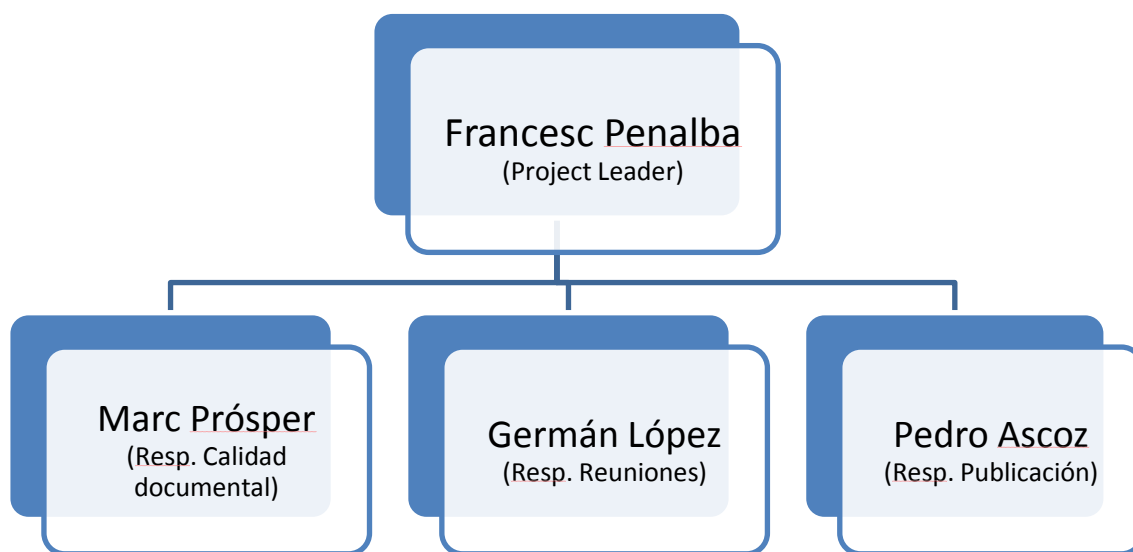 Francesc Penalba
(Project Leader)
Marc Prósper
(Resp. Calidad
documental)
Germán López
(Resp. Reuniones)
Pedro Ascoz
(Resp. Publicación)